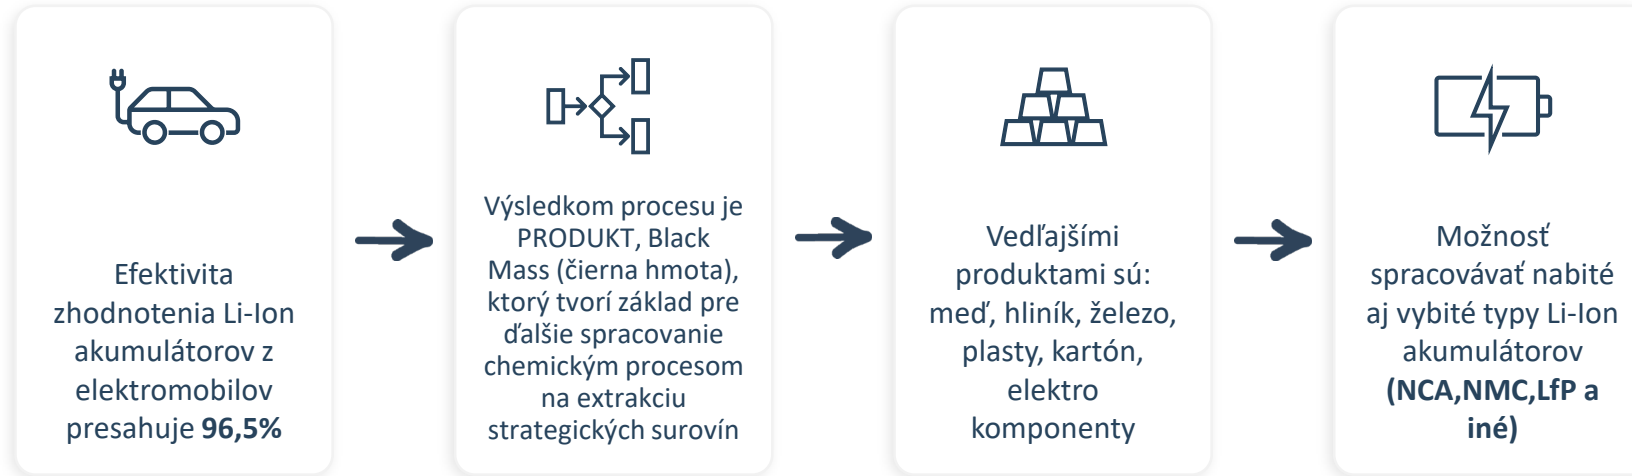 Efektivita
zhodnotenia Li-Ion
akumulátorov z
elektromobilov
presahuje 96,5%
Výsledkom procesu je
PRODUKT, Black
Mass (čierna hmota),
ktorý tvorí základ pre
ďalšie spracovanie
chemickým procesom
na extrakciu
strategických surovín
Vedľajšími
produktami sú:
meď, hliník, železo,
plasty, kartón,
elektro
komponenty
Možnosť
spracovávať nabité
aj vybité typy Li-Ion
akumulátorov
(NCA,NMC,LfP a
iné)